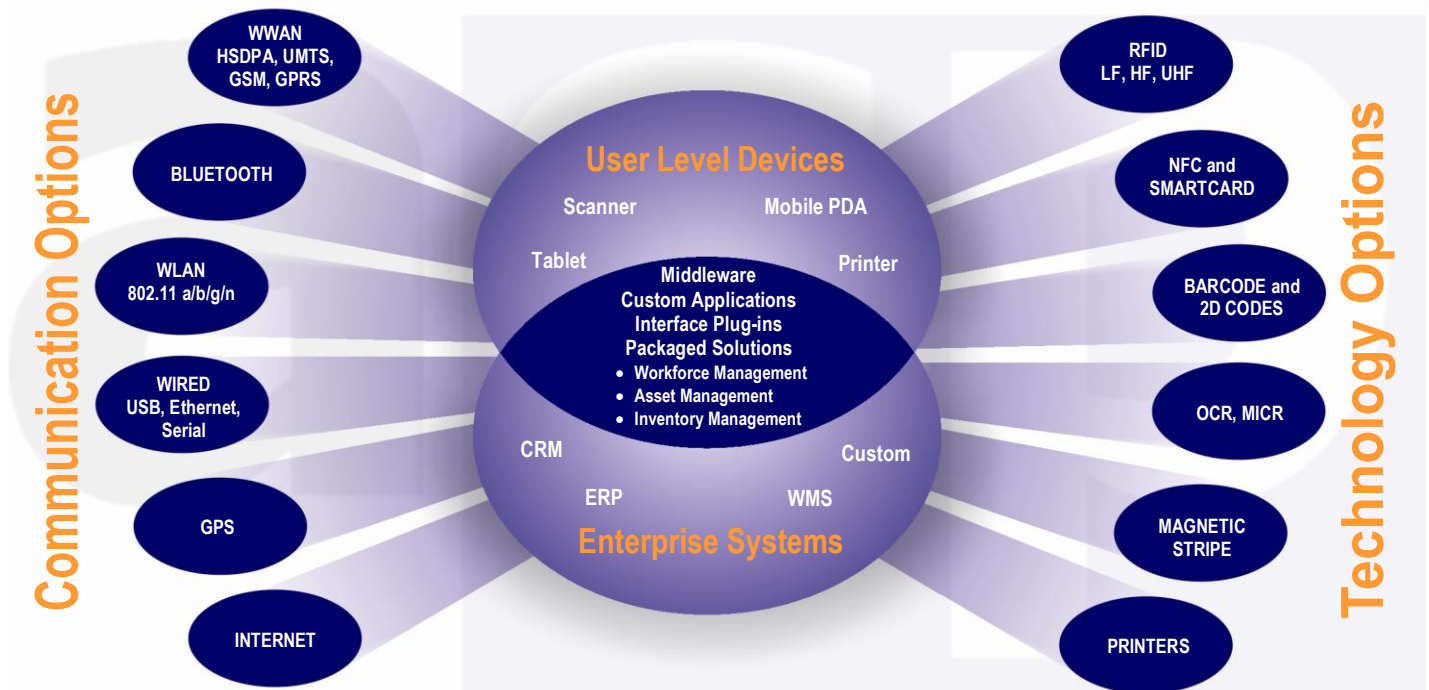 Communication Options
WWAN
HSDPA, UMTS,
GSM, GPRS
BLUETOOTH
WLAN
802.11 a/b/g/n
WIRED
USB, Ethernet,
Serial
GPS
INTERNET
User Level Devices
Scanner
Mobile PDA
Tablet
Printer
Middleware
Custom Applications
Interface Plug-ins
Packaged Solutions
• Workforce Management
• Asset Management
• Inventory Management
CRM
Custom
ERP
WMS
Enterprise Systems
RFID
LF, HF, UHF
NFC and
SMARTCARD
BARCODE and
2D CODES
OCR, MICR
MAGNETIC
STRIPE
PRINTERS
Technology Options